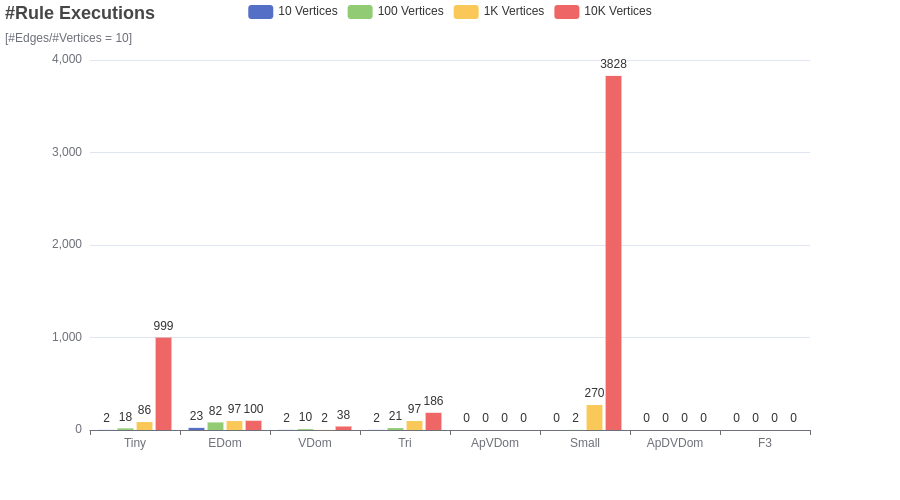 #Rule Executions
10 Vertices 100 Vertices 1K Vertices 10K Vertices
[#Edges/#Vertices = 10]
4,000
3,000
2,000
1,000
0
2 18 86 999
23 82 97 100
2 10 2 38
2 21 97 186
0 0 0 0
0 2 270 3828
0 0 0 0
0 0 0 0
Tiny EDom VDom Tri ApVDom Small ApDVDom F3